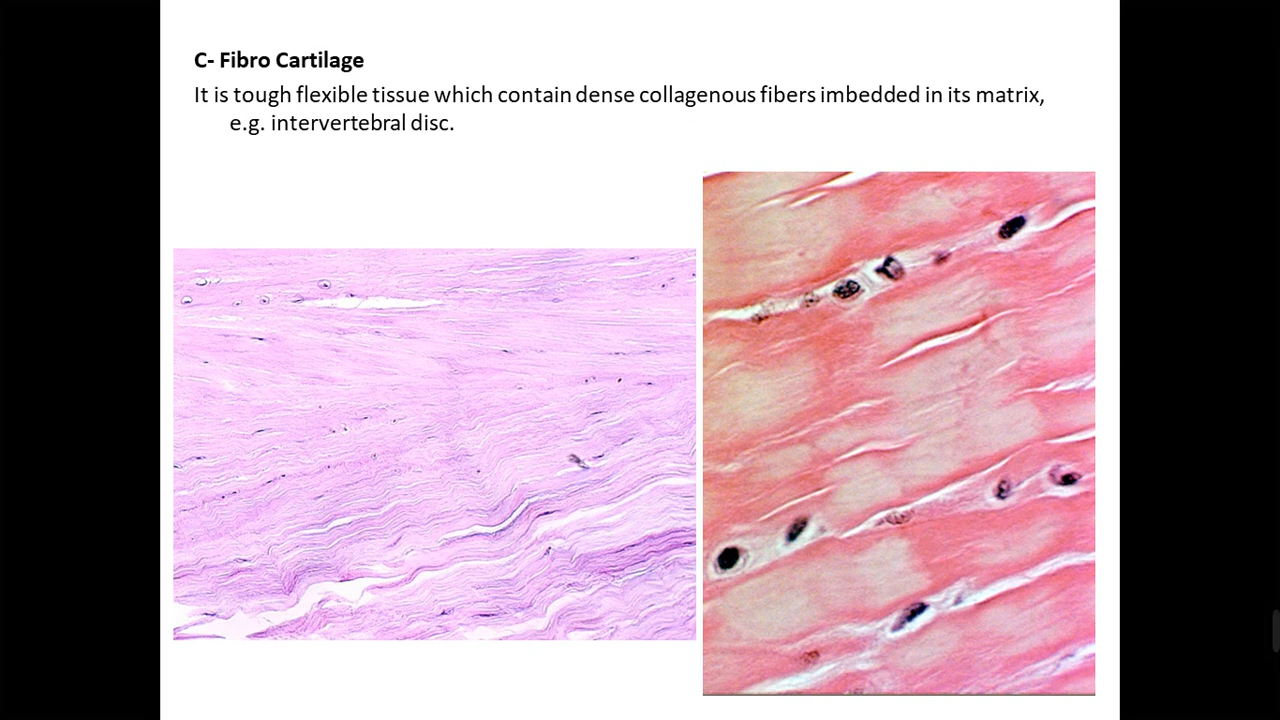 C- Fibro Cartilage
It is tough flexible tissue which contain dense collagenous fibers imbedded in its matrix,
e.g. intervertebral disc.